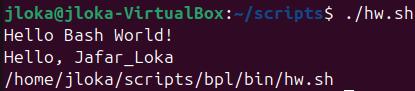 jloka@jloka-VirtualBox:~/scripts$ ./hw.sh
Hello Bash World!
Hello, Jafar_Loka
/home/jloka/scripts/bpl/bin/hw.sh